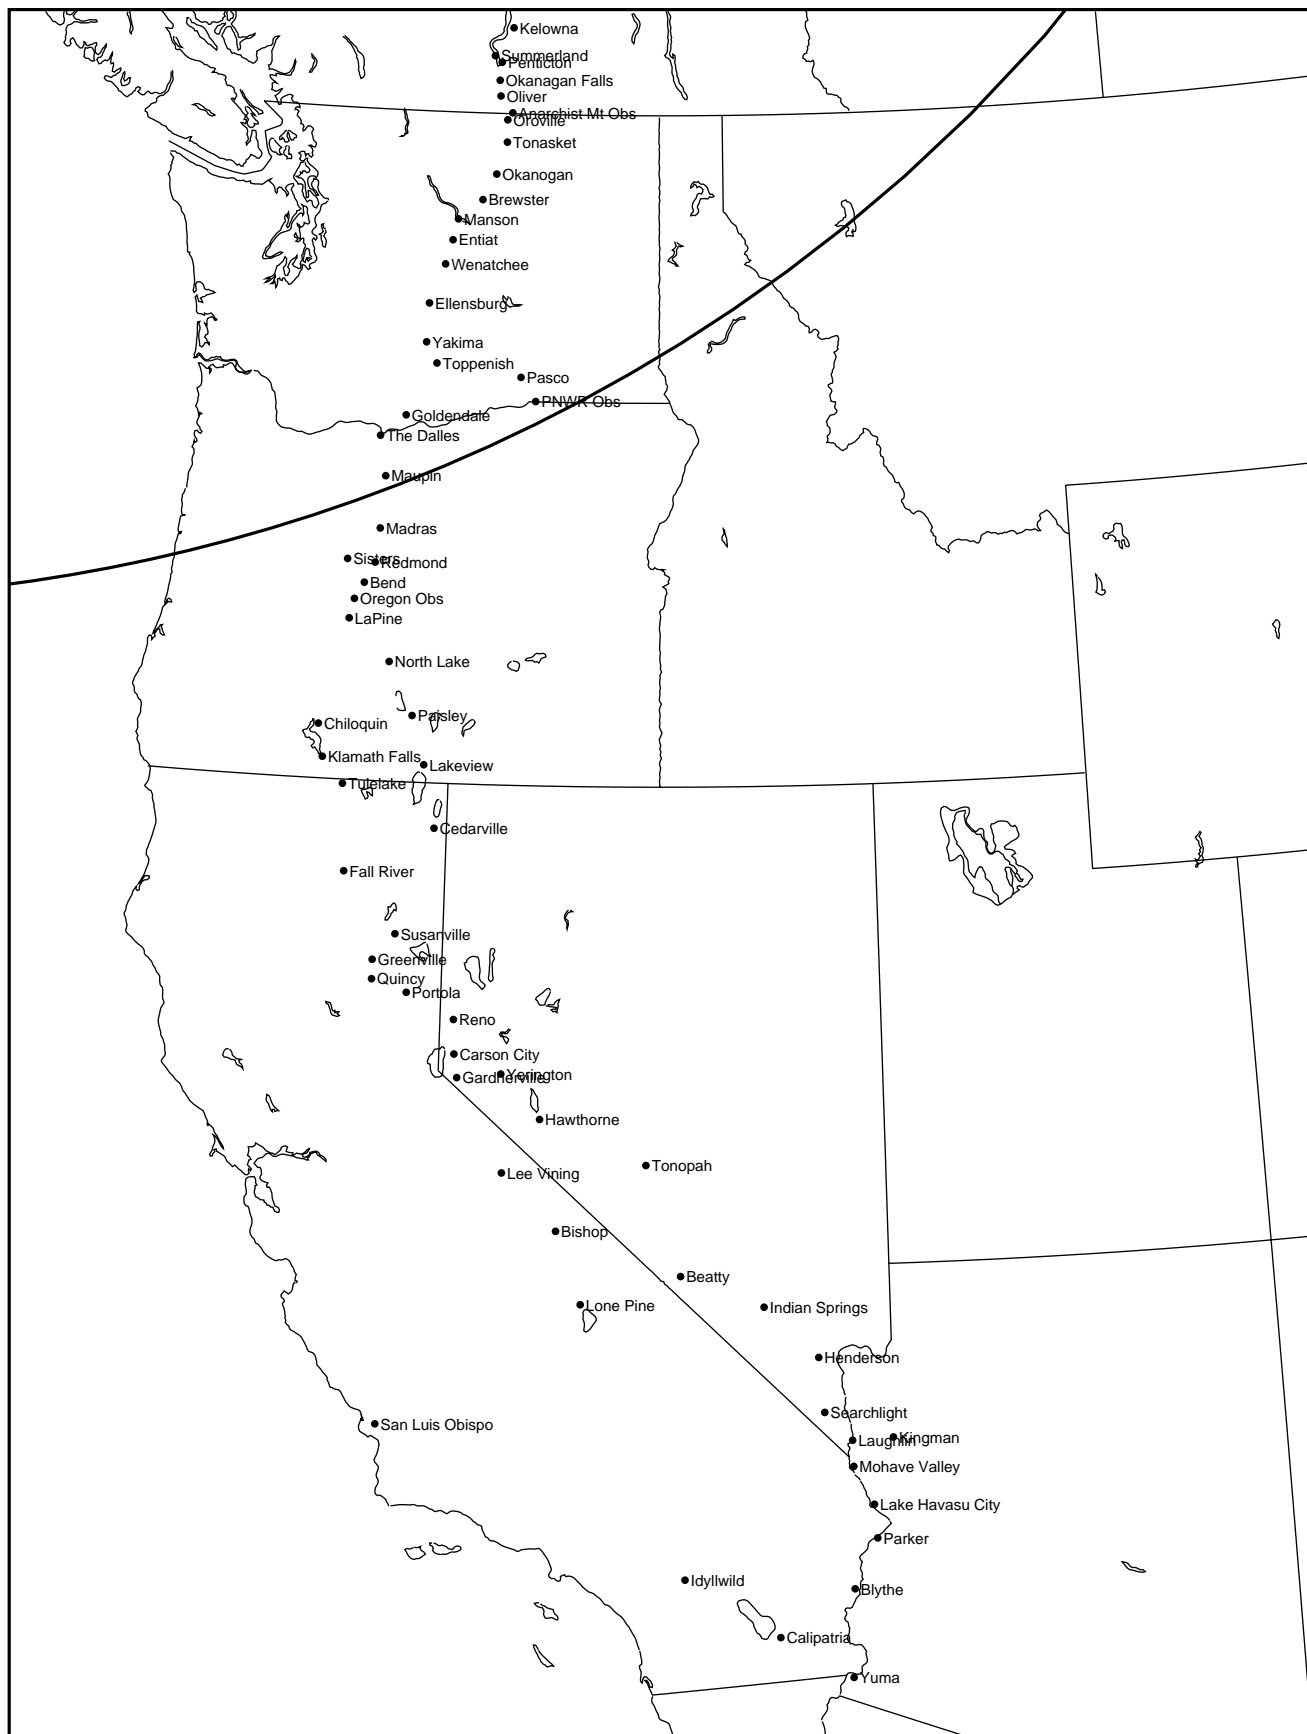 Kelowna
Summerland
Penticton
Okanagan Falls
Oliver
Anarchist Mt Obs
Oroville
Tonasket
Okanogan
Brewster
Manson
Entiat
Wenatchee
Ellensburg
Yakima
Toppenish
Pasco
PNWR Obs
Goldendale
The Dalles
Maupin
Madras
Sisters
Redmond
Bend
Oregon Obs
LaPine
North Lake
Paisley
Chiloquin
Klamath Falls
Lakeview
Tulelake
Cedarville
Fall River
Susanville
Greenville
Quincy
Portola
Reno
Carson City
Yerington
Gardnerville
Hawthorne
Tonopah
Lee Vining
Bishop
Beatty
Lone Pine
Indian Springs
Henderson
Searchlight
San Luis Obispo
Kingman
Laughlin
Mohave Valley
Lake Havasu City
Parker
Idyllwild
Blythe
Calipatria
Yuma